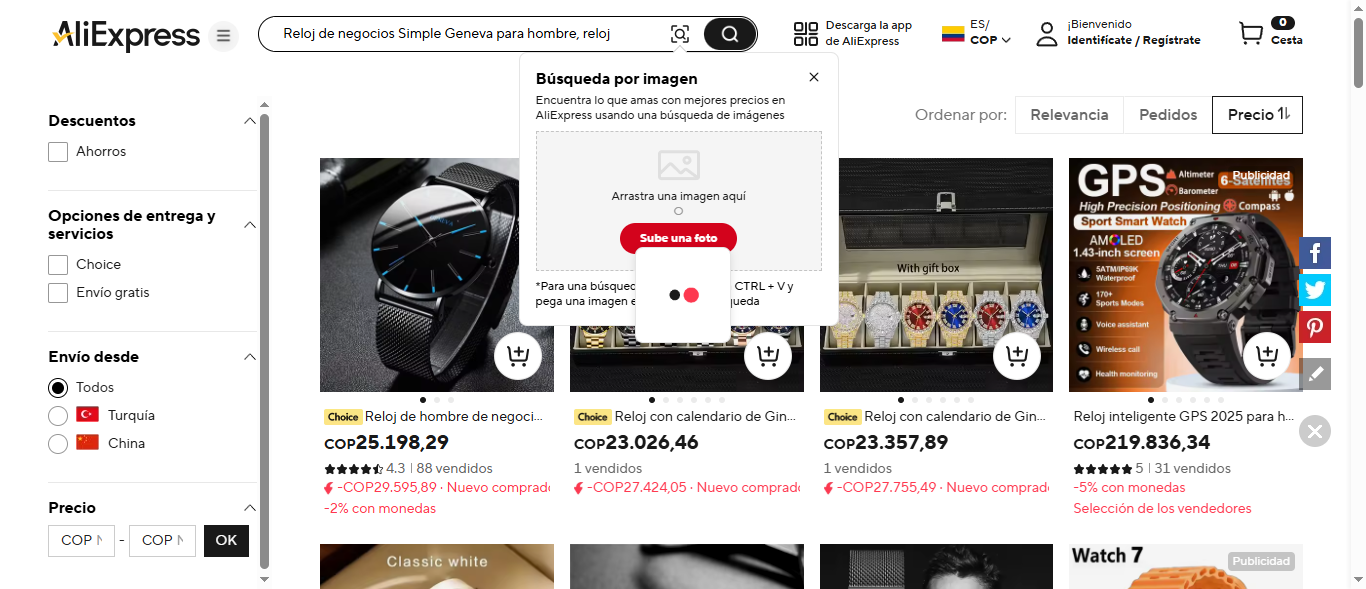 AliExpress
Reloj de negocios Simple Geneva para hombre, reloj
Descarga la app
de AliExpress
ES/
COP
¡Bienvenido
Identifícate / Regístrate
0
Cesta
Búsqueda por imagen
Encuentra lo que amas con mejores precios en
AliExpress usando una búsqueda de imágenes
Arrastra una imagen aquí
O
Sube una foto
*Para una búsqued
CTRL + V y
pega una imagen e
queda
Descuentos
Ahorros
Opciones de entrega y
servicios
Choice
Envío gratis
Envío desde
Todos
Turquía
China
Precio
COP
-
COP
OK
Ordenar por:
Relevancia
Pedidos
Precio
With gift box
GPS
Altimeter
Barometer
Publicidad
6-Satellites
High Precision Positioning
Compass
Sport Smart Watch
AMOLED
1.43-inch screen
5ATM/IP69K
Waterproof
170+
Sports Modes
Voice assistant
Wireless call
Health monitoring
Choice Reloj de hombre de negoci...
COP25.198,29
4.3 | 88 vendidos
-COP29.595,89 · Nuevo comprado
-2% con monedas
Choice Reloj con calendario de Gin...
COP23.026,46
1 vendidos
-COP27.424,05 · Nuevo comprado
Choice Reloj con calendario de Gin...
COP23.357,89
1 vendidos
-COP27.755,49 · Nuevo comprado
Reloj inteligente GPS 2025 para h...
COP219.836,34
5 | 31 vendidos
-5% con monedas
Selección de los vendedores
Classic white
Watch 7
Publicidad